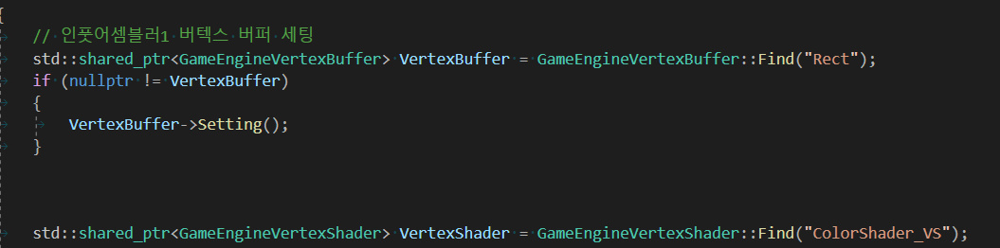 {
// 인풋어셈블러1 버텍스 버퍼 세팅
std::shared_ptr<GameEngineVertexBuffer> VertexBuffer = GameEngineVertexBuffer::Find("Rect");
if (nullptr != VertexBuffer)
{
VertexBuffer->Setting();
}
std::shared_ptr<GameEngineVertexShader> VertexShader = GameEngineVertexShader::Find("ColorShader_VS");